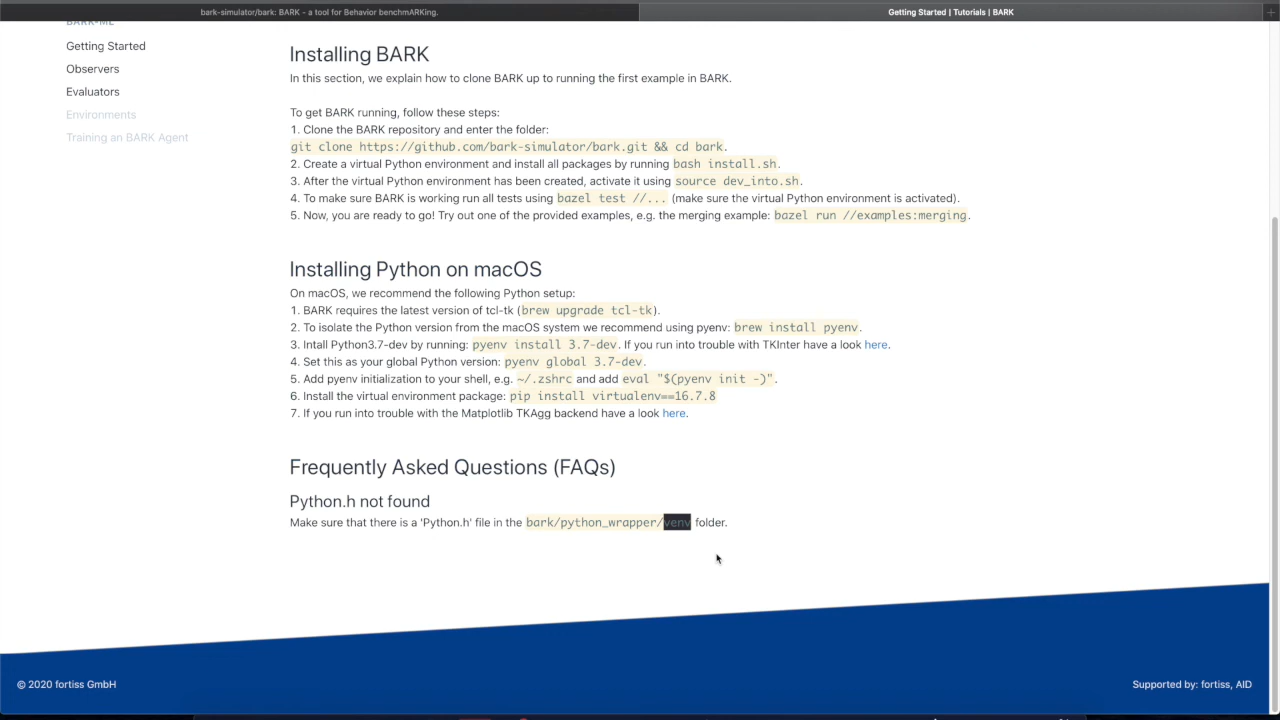 bark-simulator/bark: BARK - a tool for Behavior benchmARKing.
Getting Started | Tutorials | BARK
BARK-ML
Getting Started
Observers
Evaluators
Environments
Training an BARK Agent
Installing BARK
In this section, we explain how to clone BARK up to running the first example in BARK.
To get BARK running, follow these steps:
1. Clone the BARK repository and enter the folder:
git clone https://github.com/bark-simulator/bark.git && cd bark.
2. Create a virtual Python environment and install all packages by running bash install.sh.
3. After the virtual Python environment has been created, activate it using source dev_into.sh.
4. To make sure BARK is working run all tests using bazel test //... (make sure the virtual Python environment is activated).
5. Now, you are ready to go! Try out one of the provided examples, e.g. the merging example: bazel run //examples:merging.
Installing Python on macOS
On macOS, we recommend the following Python setup:
1. BARK requires the latest version of tcl-tk (brew upgrade tcl-tk).
2. To isolate the Python version from the macOS system we recommend using pyenv: brew install pyenv.
3. Intall Python3.7-dev by running: pyenv install 3.7-dev. If you run into trouble with TKInter have a look here.
4. Set this as your global Python version: pyenv global 3.7-dev.
5. Add pyenv initialization to your shell, e.g. ~/.zshrc and add eval "$(pyenv init -)".
6. Install the virtual environment package: pip install virtualenv==16.7.8
7. If you run into trouble with the Matplotlib TKAgg backend have a look here.
Frequently Asked Questions (FAQs)
Python.h not found
Make sure that there is a 'Python.h' file in the bark/python_wrapper/venv folder.
© 2020 fortiss GmbH
Supported by: fortiss, AID